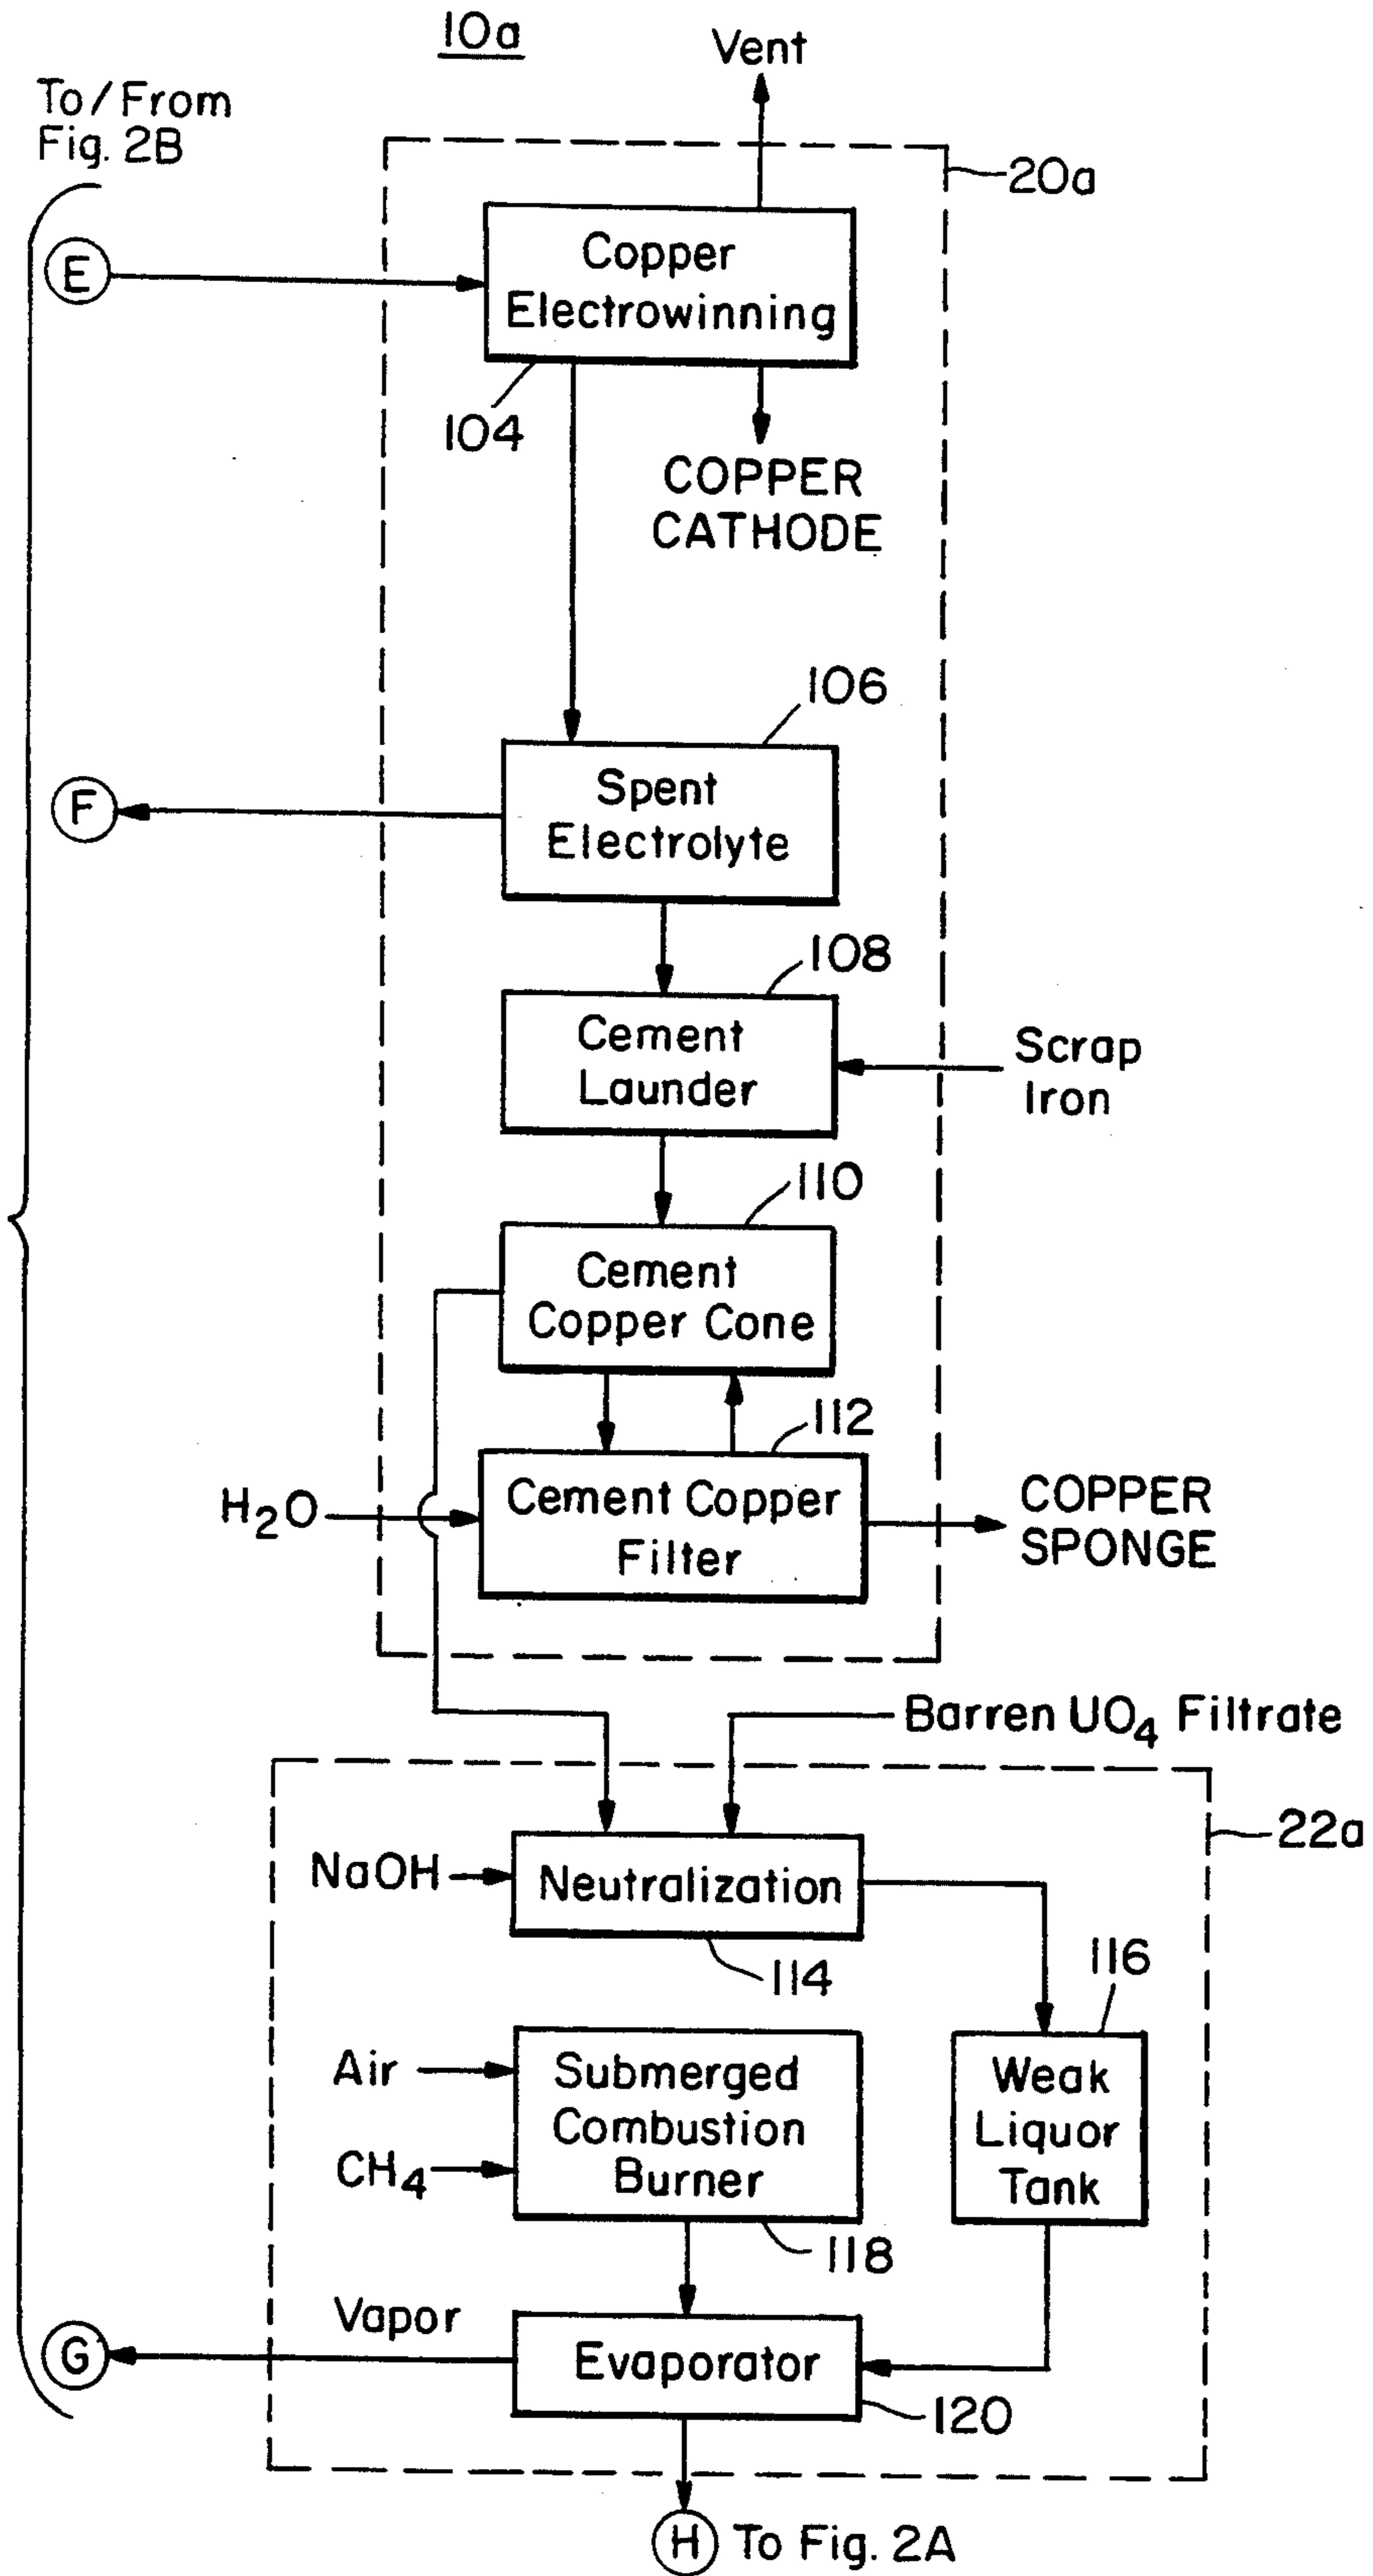 10a
Vent
To/From
Fig. 2B
20a
E
Copper
Electrowinning
104
COPPER
CATHODE
106
F
Spent
Electrolyte
108
Cement
Launder
Scrap
Iron
110
Cement
Copper Cone
112
H2O
Cement Copper
Filter
COPPER
SPONGE
Barren UO4 Filtrate
22a
NaOH
Neutralization
114
116
Air
Submerged
Combustion
Burner
CH4
Weak
Liquor
Tank
118
Vapor
G
Evaporator
120
H To Fig. 2A